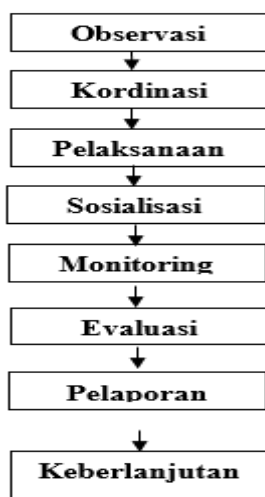 Observasi
Kordinasi
Pelaksanaan
Sosialisasi
Monitoring
Evaluasi
Pelaporan
Keberlanjutan